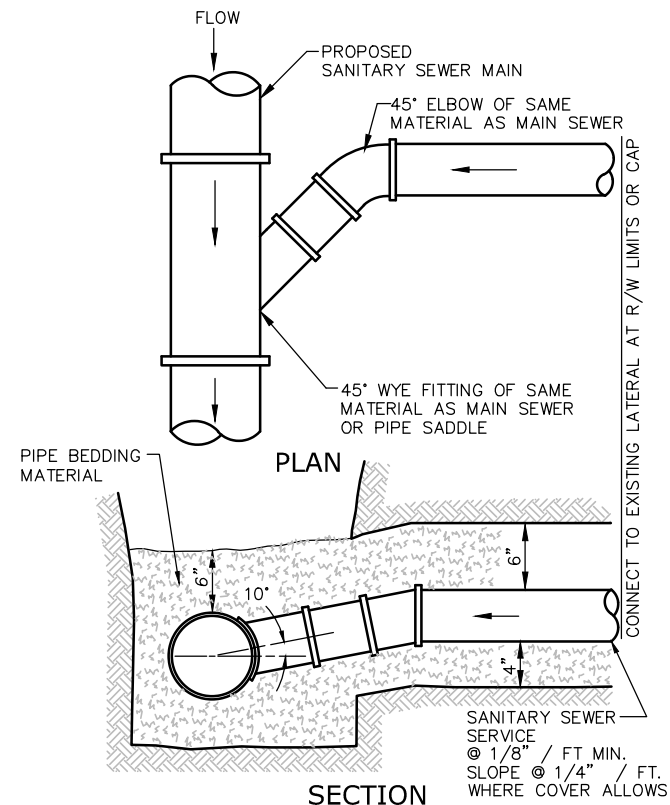 FLOW
PROPOSED
SANITARY SEWER MAIN
45° ELBOW OF SAME
MATERIAL AS MAIN SEWER
CONNECT TO EXISTING LATERAL AT R/W LIMITS OR CAP
45° WYE FITTING OF SAME
MATERIAL AS MAIN SEWER
OR PIPE SADDLE
PLAN
PIPE BEDDING
MATERIAL
6"
10°
6"
4"
SANITARY SEWER
SERVICE
@ 1/8" / FT MIN.
SLOPE @ 1/4" / FT.
WHERE COVER ALLOWS
SECTION